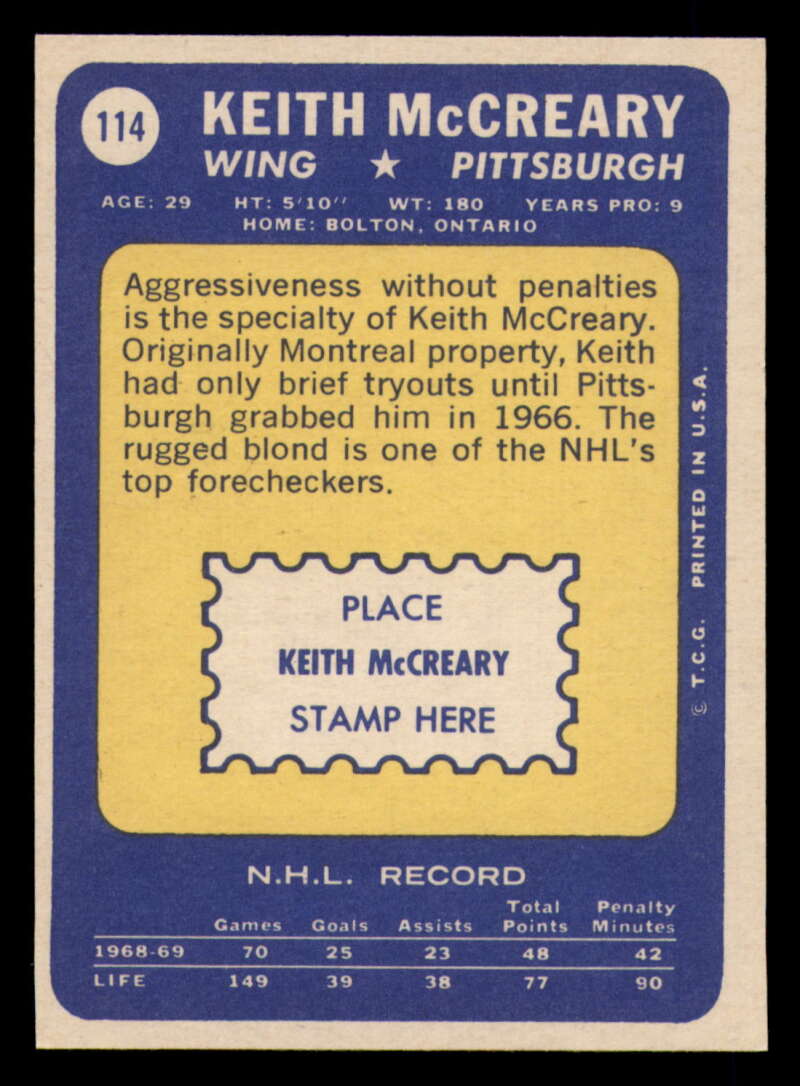 114
KEITH McCREARY
WING ★ PITTSBURGH
AGE: 29 HT: 5'10" WT: 180 YEARS PRO: 9
HOME: BOLTON, ONTARIO
Aggressiveness without penalties
is the specialty of Keith McCreary.
Originally Montreal property, Keith
had only brief tryouts until Pitts-
burgh grabbed him in 1966. The
rugged blond is one of the NHL's
top forecheckers.
PLACE
KEITH McCREARY
STAMP HERE
© T.C.G. PRINTED IN U.S.A.
N.H.L. RECORD
Total Penalty
Games Goals Assists Points Minutes
1968-69 70 25 23 48 42
LIFE 149 39 38 77 90